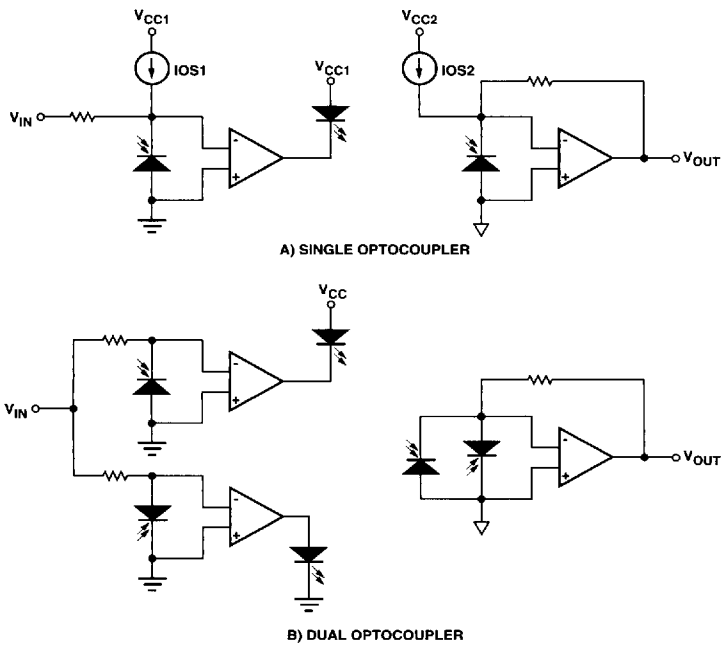 VCC1
IOS1
VCC1
VIN
-
+
VCC2
IOS2
-
+
VOUT
A) SINGLE OPTOCOUPLER
VCC
VIN
-
+
-
+
-
+
VOUT
B) DUAL OPTOCOUPLER